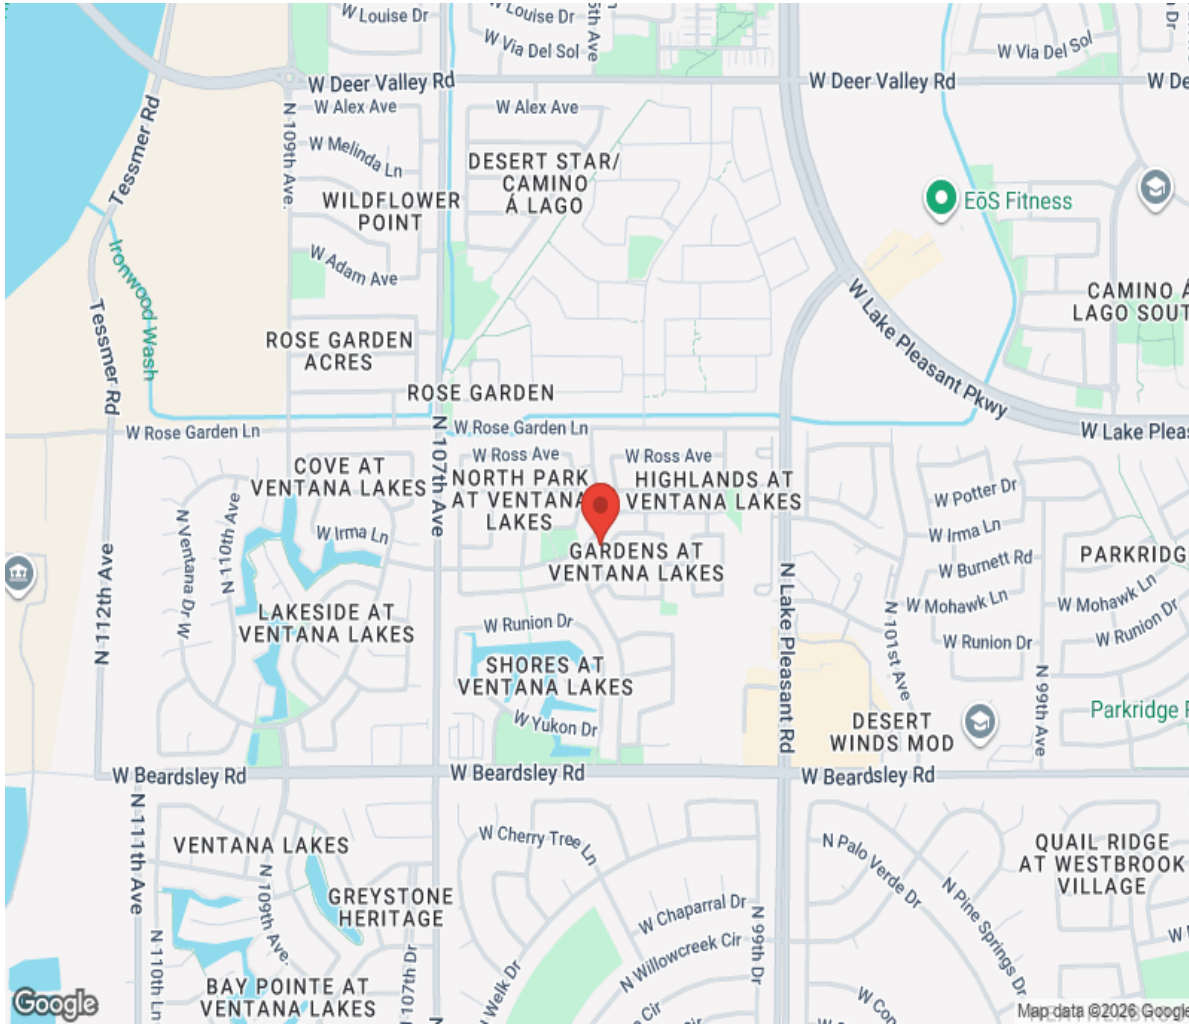 W Louise Dr
W Louise Dr
5th Ave
W Via Del Sol
W Via Del Sol
Dr
W Deer Valley Rd
W Deer Valley Rd
W De
Tessmer Rd
N 109th Ave.
W Alex Ave
W Alex Ave
W Melinda Ln
DESERT STAR/
CAMINO
Á LAGO
WILDFLOWER
POINT
EōS Fitness
W Adam Ave
Ironwood Wash
CAMINO Á
LAGO SOUT
W Lake Pleasant Pkwy
Tessmer Rd
ROSE GARDEN
ACRES
ROSE GARDEN
W Rose Garden Ln
N 107th Ave
W Rose Garden Ln
W Lake Pleas
W Ross Ave
W Ross Ave
COVE AT
VENTANA LAKES
NORTH PARK
AT VENTANA
LAKES
HIGHLANDS AT
VENTANA LAKES
W Potter Dr
N Ventana Dr W
N 110th Ave
W Irma Ln
W Irma Ln
GARDENS AT
VENTANA LAKES
W Burnett Rd
PARKRIDG
N 112th Ave
N Lake Pleasant Rd
W Mohawk Ln
W Mohawk Ln
LAKESIDE AT
VENTANA LAKES
W Runion Dr
N 101st Ave
W Runion Dr
W Runion Dr
SHORES AT
VENTANA LAKES
N 99th Ave
W Yukon Dr
DESERT
WINDS MOD
Parkridge P
W Beardsley Rd
W Beardsley Rd
W Beardsley Rd
N 111th Ave
VENTANA LAKES
N 109th Ave.
W Cherry Tree Ln
N Palo Verde Dr
QUAIL RIDGE
AT WESTBROOK
VILLAGE
GREYSTONE
HERITAGE
W Chaparral Dr
N Pine Springs Dr
N 110th Ln
N 107th Dr
N Willowcreek Cir
N 99th Dr
W
BAY POINTE AT
VENTANA LAKES
Welk Dr
Cir
Cir
W Con
Google
Map data ©2026 Google